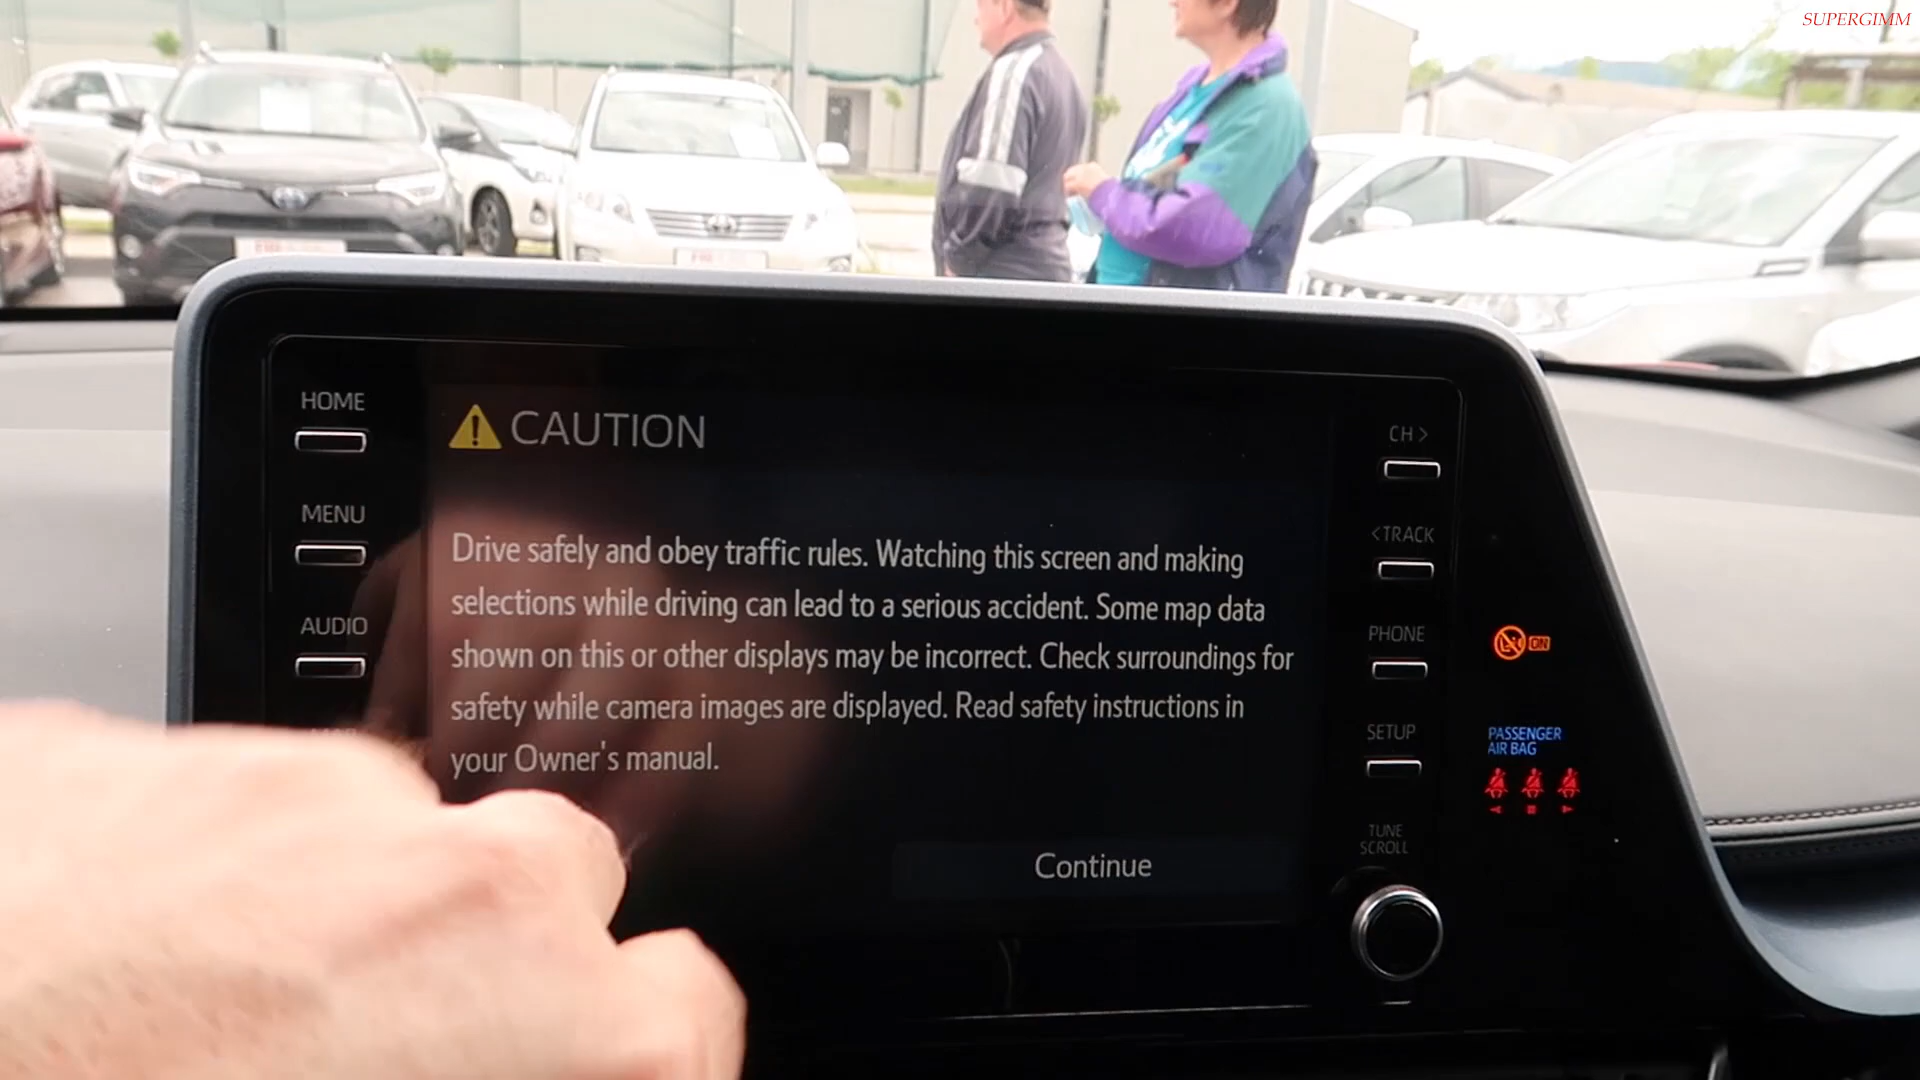 SUPERGIMM
HOME
MENU
AUDIO
CAUTION
Drive safely and obey traffic rules. Watching this screen and making
selections while driving can lead to a serious accident. Some map data
shown on this or other displays may be incorrect. Check surroundings for
safety while camera images are displayed. Read safety instructions in
your Owner's manual.
Continue
CH >
<TRACK
PHONE
SETUP
TUNE
SCROLL
ON
PASSENGER
AIR BAG